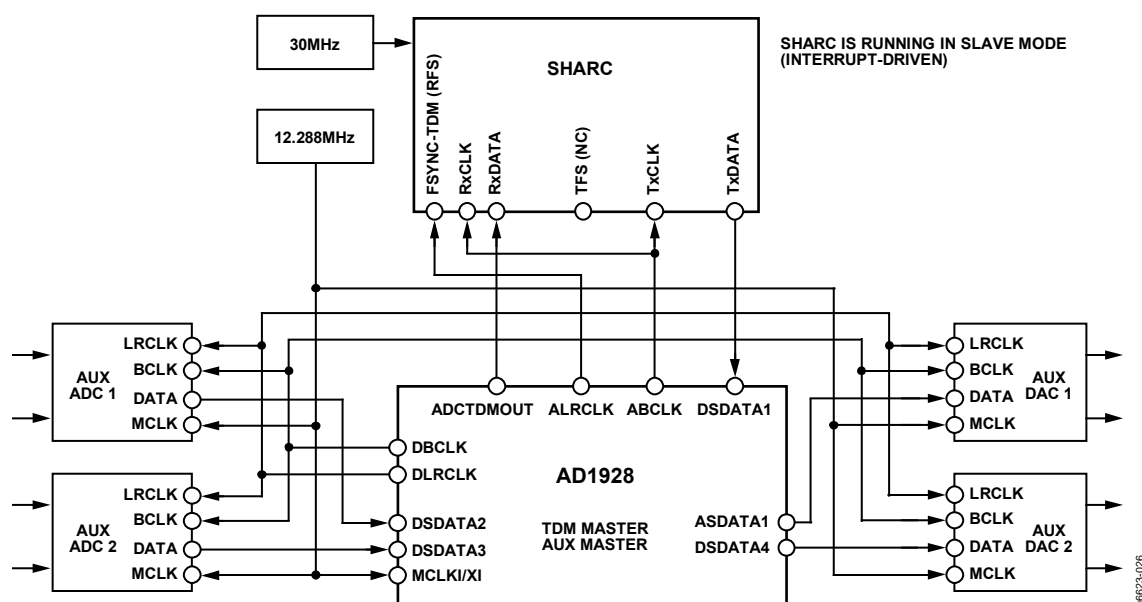 30MHz
12.288MHz
SHARC
SHARC IS RUNNING IN SLAVE MODE
(INTERRUPT-DRIVEN)
FSYNC-TDM (RFS)
RxCLK
RxDATA
TFS (NC)
TxCLK
TxDATA
AUX
ADC 1
LRCLK
BCLK
DATA
MCLK
AUX
ADC 2
LRCLK
BCLK
DATA
MCLK
ADCTDMOUT
ALRCLK
ABCLK
DSDATA1
DBCLK
DLRCLK
DSDATA2
DSDATA3
MCLKI/XI
AD1928
TDM MASTER
AUX MASTER
ASDATA1
DSDATA4
LRCLK
BCLK
DATA
MCLK
AUX
DAC 1
LRCLK
BCLK
DATA
MCLK
AUX
DAC 2
06623-026